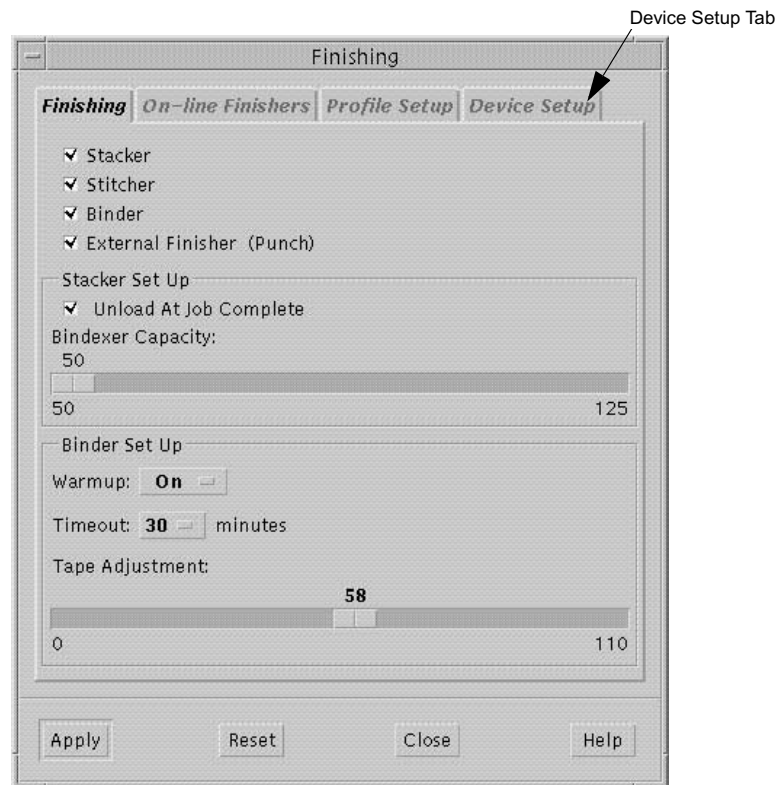 Device Setup Tab
Finishing
Finishing On-line Finishers Profile Setup Device Setup
Stacker
Stitcher
Binder
External Finisher (Punch)
Stacker Set Up
Unload At Job Complete
Bindexer Capacity:
50
50 125
Binder Set Up
Warmup: On
Timeout: 30 minutes
Tape Adjustment:
58
0 110
Apply Reset Close Help